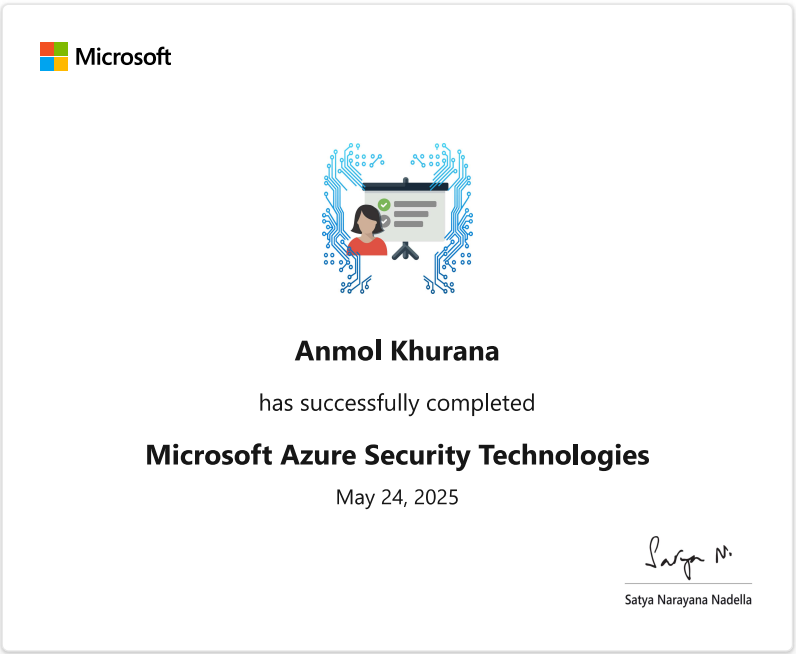 Microsoft
Anmol Khurana
has successfully completed
Microsoft Azure Security Technologies
May 24, 2025
Satya N.
Satya Narayana Nadella